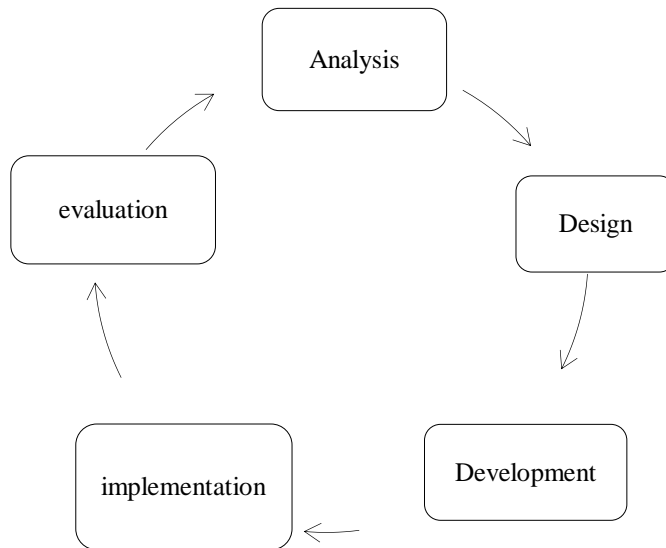 Analysis
Design
Development
implementation
evaluation